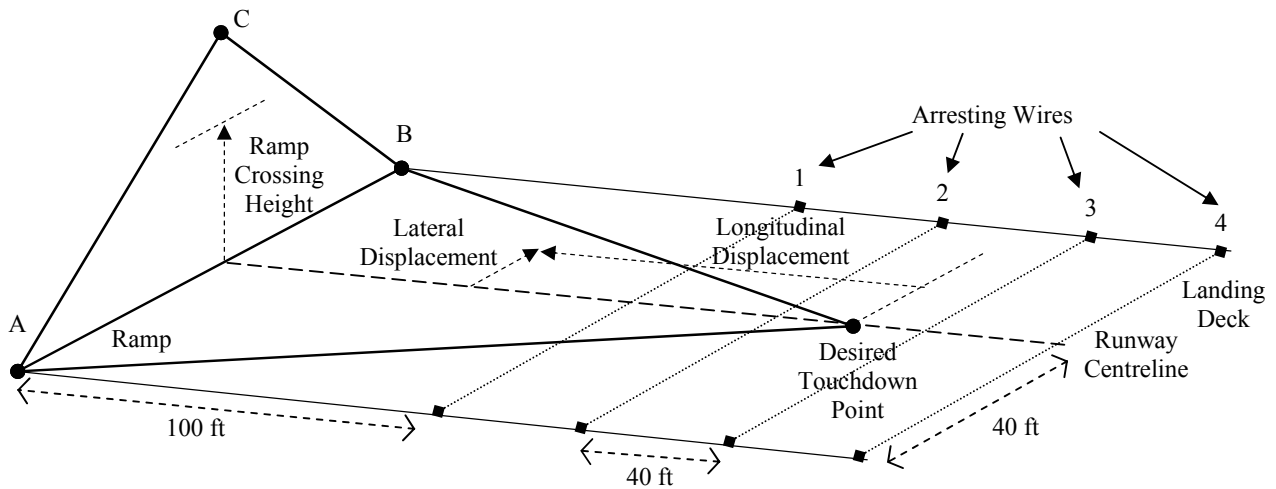 C
Arresting Wires
B
Ramp
Crossing
Height
1
2
3
4
Lateral
Displacement
Longitudinal
Displacement
Landing
Deck
A
Ramp
Desired
Touchdown
Point
Runway
Centreline
100 ft
40 ft
40 ft